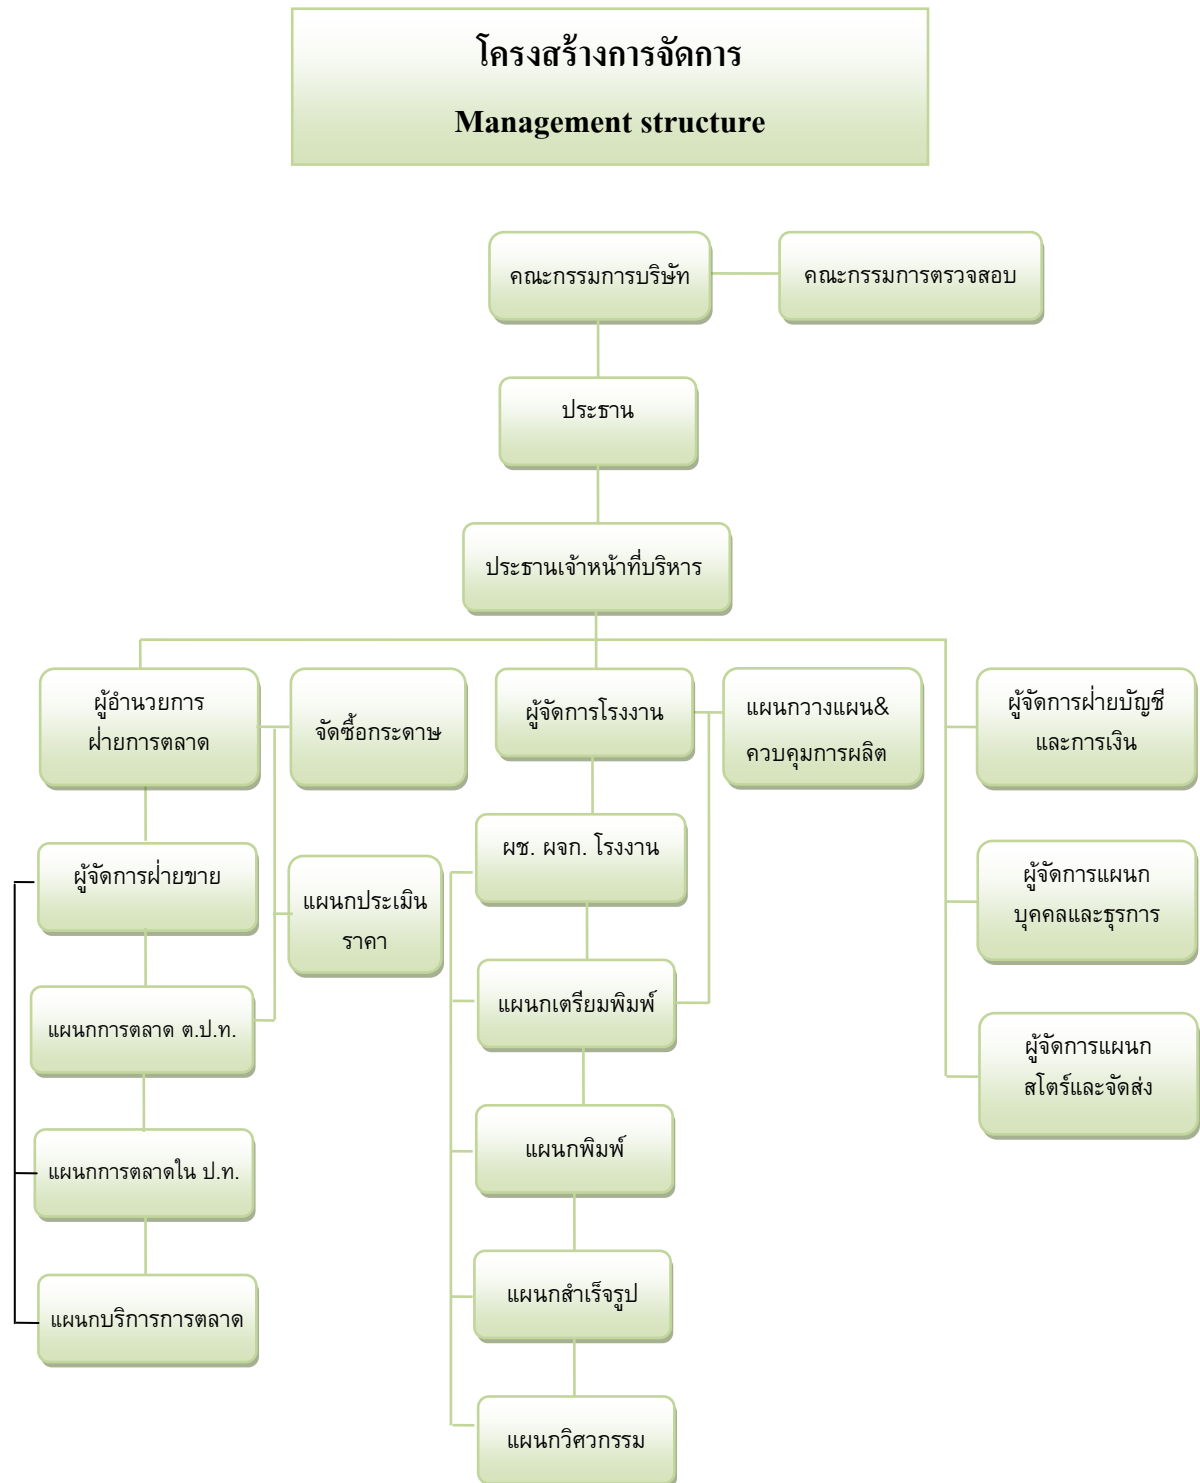 โครงสร้างการจัดการ
Management structure
คณะกรรมการบริษัท
คณะกรรมการตรวจสอบ
ประธาน
ประธานเจ้าหน้าที่บริหาร
ผู้อำนวยการ
ฝ่ายการตลาด
จัดซื้อกระดาษ
ผู้จัดการโรงงาน
แผนกวางแผน&
ควบคุมการผลิต
ผู้จัดการฝ่ายบัญชี
และการเงิน
ผู้จัดการฝ่ายขาย
แผนกประเมิน
ราคา
ผช. ผจก. โรงงาน
ผู้จัดการแผนก
บุคคลและธุรการ
แผนกการตลาด ต.ป.ท.
แผนกเตรียมพิมพ์
ผู้จัดการแผนก
สโตร์และจัดส่ง
แผนกการตลาดใน ป.ท.
แผนกพิมพ์
แผนกบริการการตลาด
แผนกสำเร็จรูป
แผนกวิศวกรรม